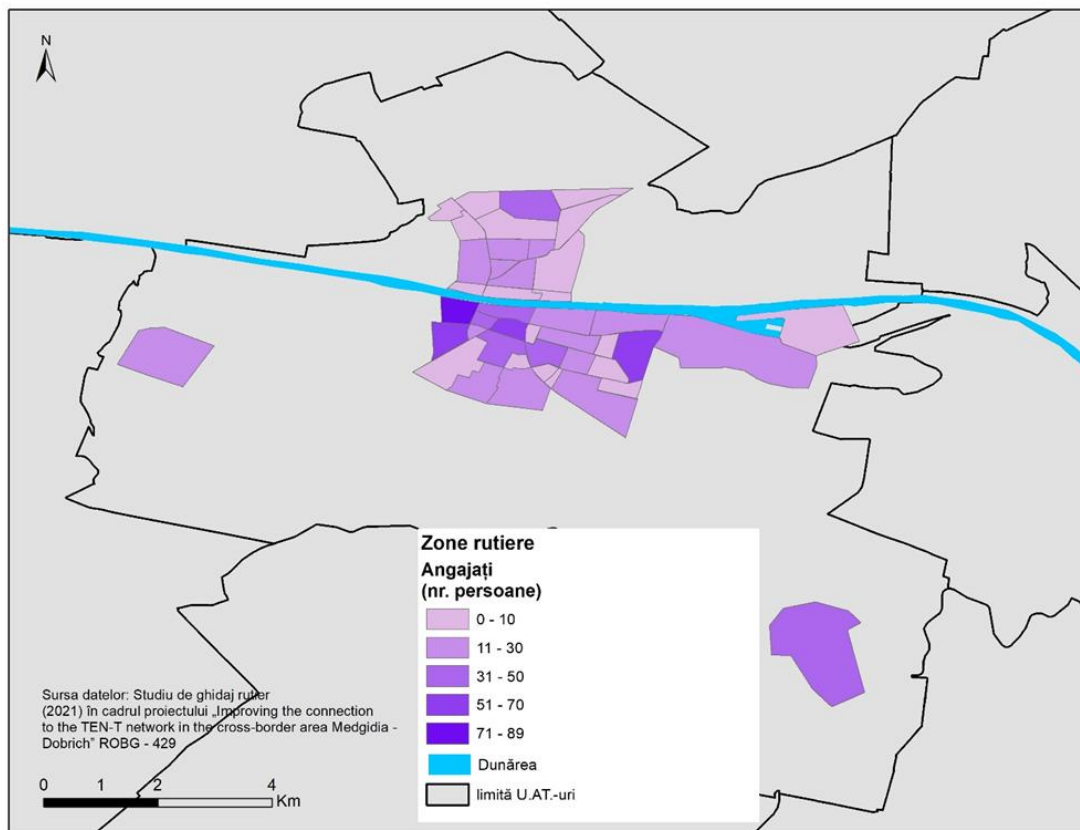 N
Zone rutiere
Angajați
(nr. persoane)
0 - 10
11 - 30
31 - 50
51 - 70
71 - 89
Dunărea
limită U.AT.-uri
Sursa datelor: Studiu de ghidaj rutier
(2021) în cadrul proiectului „Improving the connection
to the TEN-T network in the cross-border area Medgidia -
Dobrich" ROBG - 429
0 1 2 4
Km